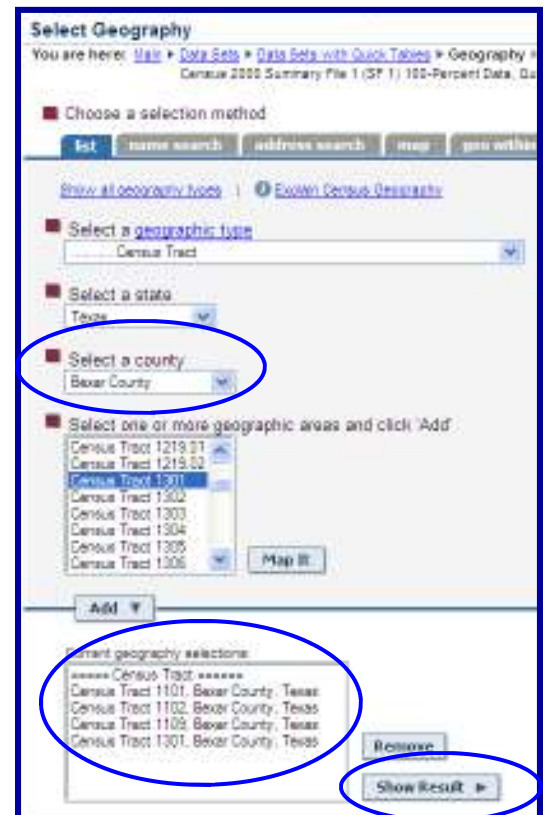 Select Geography
You are here: Main ▸ Data Sets ▸ Data Sets with Quick Tables ▸ Geography
Census 2000 Summary File 1 (SF 1) 100-Percent Data, Qu
Choose a selection method
list name search address search map geo within
Show all geography types | Explain Census Geography
Select a geographic type
........ Census Tract
Select a state
Texas
Select a county
Bexar County
Select one or more geographic areas and click 'Add'
Census Tract 1219.01
Census Tract 1219.02
Census Tract 1301
Census Tract 1302
Census Tract 1303
Census Tract 1304
Census Tract 1305
Census Tract 1306
Map It
Add ▼
Current geography selections:
===== Census Tract ======
Census Tract 1101, Bexar County, Texas
Census Tract 1102, Bexar County, Texas
Census Tract 1109, Bexar County, Texas
Census Tract 1301, Bexar County, Texas
Remove
Show Result ►